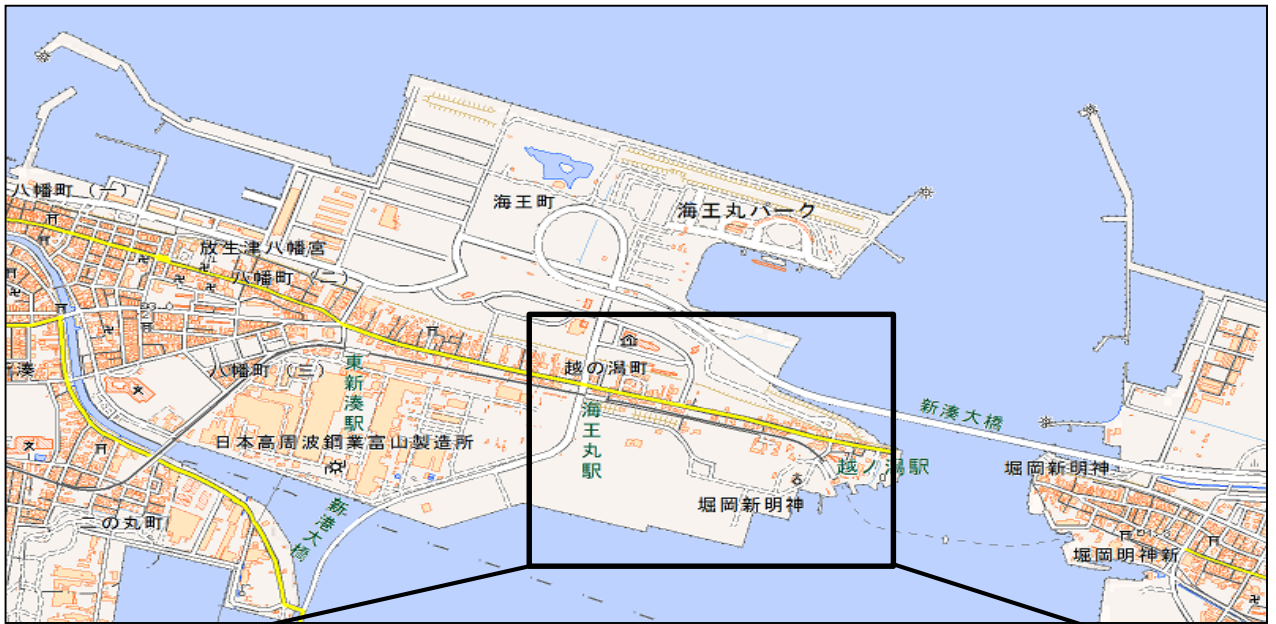 八幡町（一）
海王町
海王丸パーク
放生津八幡宮
八幡町（二）
東新湊駅
八幡町（三）
越の潟町
海王丸駅
新湊大橋
日本高周波鋼業富山製造所
越ノ潟駅
堀岡新明神
堀岡新明神
新港大橋
二の丸町
堀岡明神新